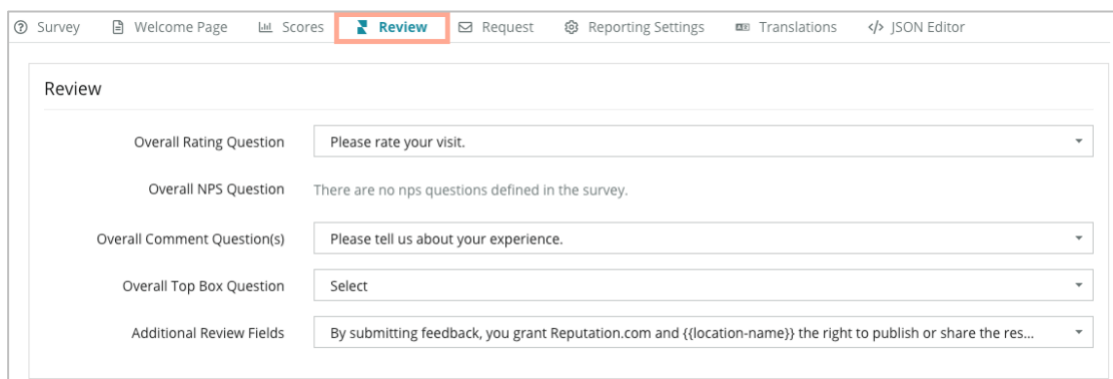 Survey Welcome Page Scores Review Request Reporting Settings Translations </> JSON Editor
Review
Overall Rating Question Please rate your visit.
Overall NPS Question There are no nps questions defined in the survey.
Overall Comment Question(s) Please tell us about your experience.
Overall Top Box Question Select
Additional Review Fields By submitting feedback, you grant Reputation.com and {{location-name}} the right to publish or share the res...